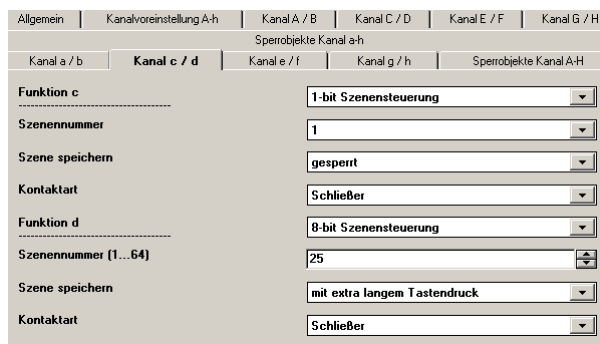 Allgemein Kanalvoreinstellung A-h Kanal A / B Kanal C / D Kanal E / F Kanal G / H
Sperrobjekte Kanal a-h
Kanal a / b Kanal c / d Kanal e / f Kanal g / h Sperrobjekte Kanal A-H
Funktion c 1-bit Szenensteuerung
Szenennummer 1
Szene speichern gesperrt
Kontaktart Schließer
Funktion d 8-bit Szenensteuerung
Szenennummer (1...64) 25
Szene speichern mit extra langem Tastendruck
Kontaktart Schließer